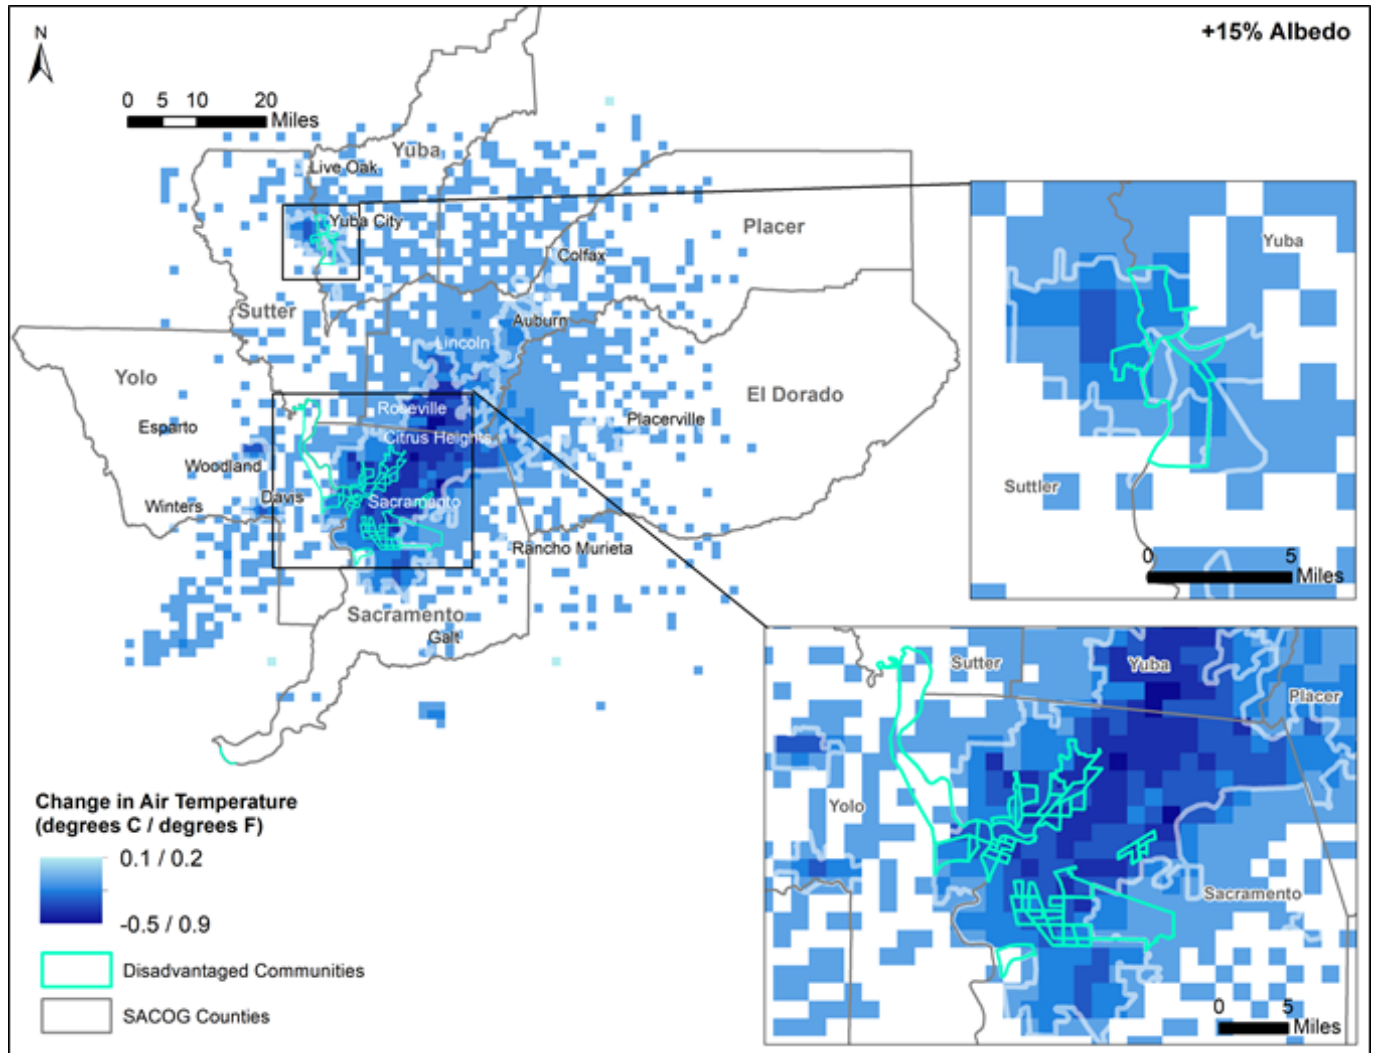 +15% Albedo
N
0 5 10 20
Miles
Yuba
Live Oak
Yuba City
Placer
Colfax
Sutter
Auburn
Lincoln
Yolo
El Dorado
Roseville
Placerville
Esparto
Citrus Heights
Woodland
Davis
Sacramento
Winters
Rancho Murieta
Sacramento
Galt
Yuba
Suttler
0 5
Miles
Sutter
Yuba
Placer
Yolo
Sacramento
0 5
Miles
Change in Air Temperature
(degrees C / degrees F)
0.1 / 0.2
-0.5 / 0.9
Disadvantaged Communities
SACOG Counties